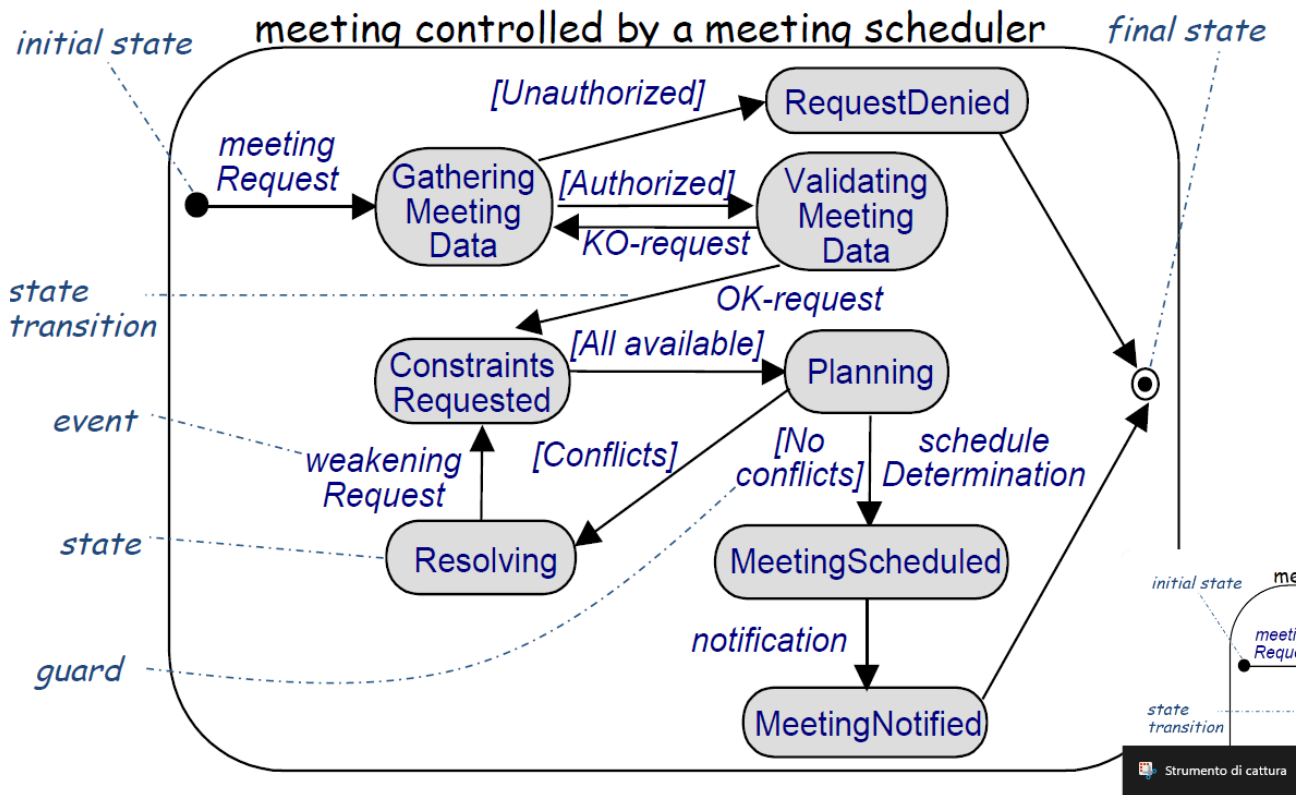 meeting controlled by a meeting scheduler
initial state
final state
[Unauthorized]
RequestDenied
meeting
Request
Gathering
Meeting
Data
[Authorized]
KO-request
Validating
Meeting
Data
state
transition
OK-request
[All available]
Constraints
Requested
Planning
event
weakening
Request
[Conflicts]
[No
conflicts]
schedule
Determination
state
Resolving
MeetingScheduled
notification
guard
MeetingNotified
initial state
state
transition
Strumento di cattura